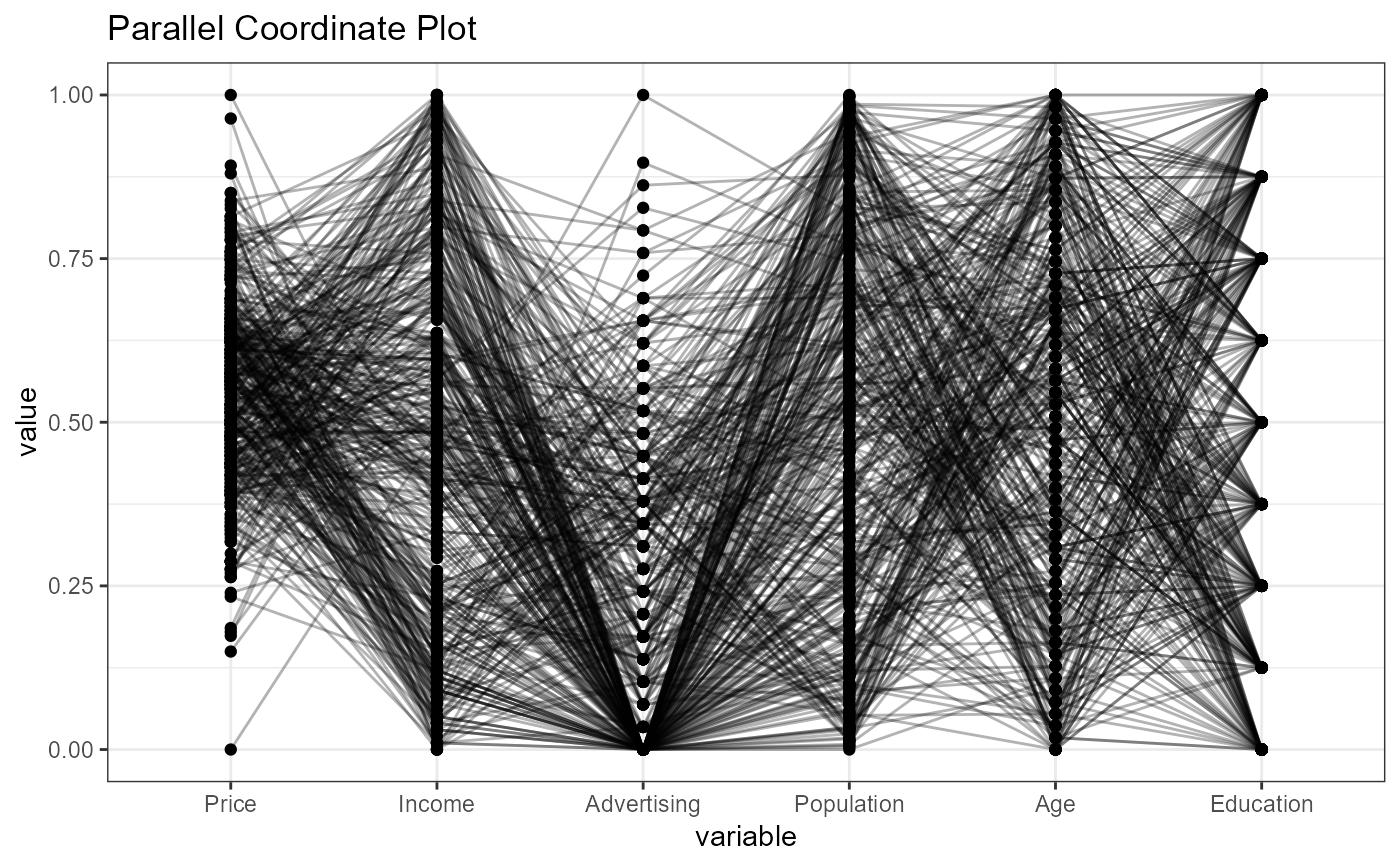 Parallel Coordinate Plot
1.00
0.75
0.50
0.25
0.00
value
Price Income Advertising Population Age Education
variable